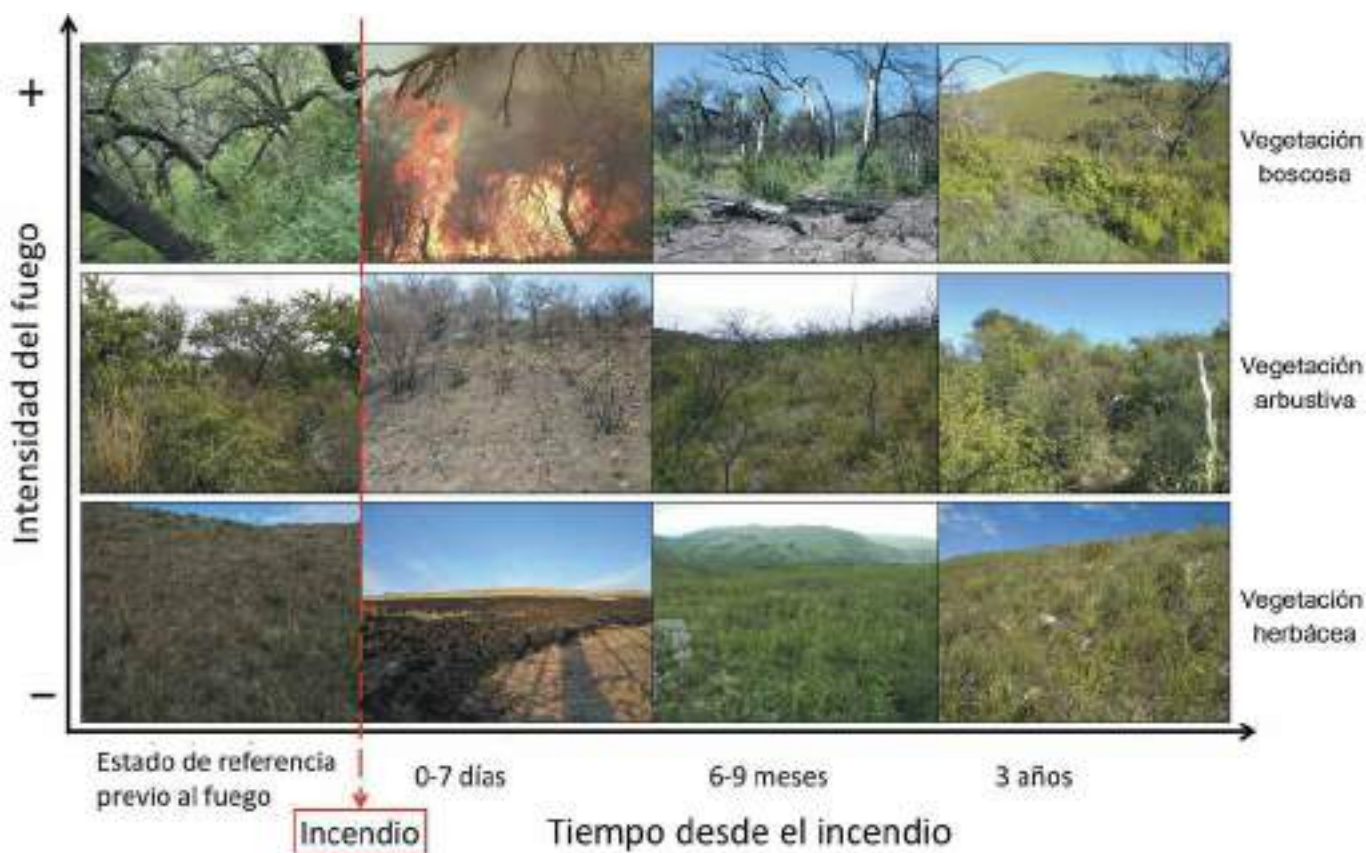 +
Intensidad del fuego
−
Vegetación
boscosa
Vegetación
arbustiva
Vegetación
herbácea
Estado de referencia
previo al fuego
0-7 días
6-9 meses
3 años
Incendio
Tiempo desde el incendio